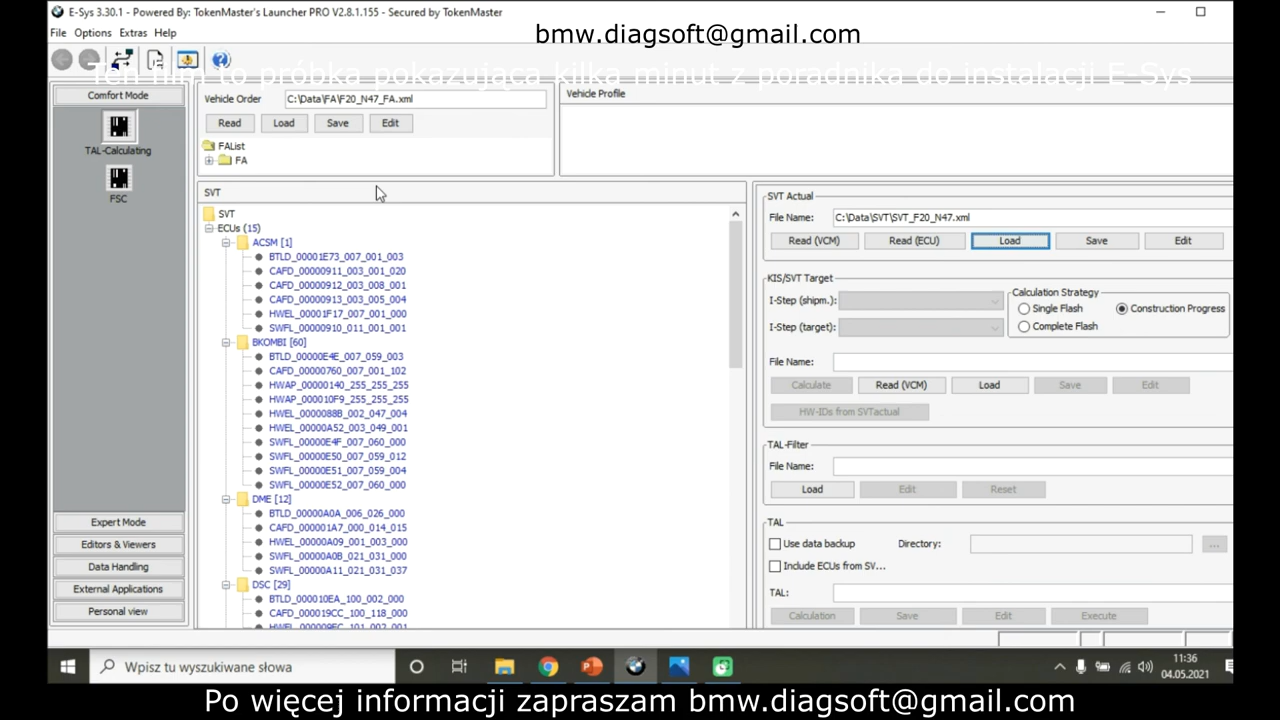 E-Sys 3.30.1 - Powered By: TokenMaster's Launcher PRO V2.8.1.155 - Secured by TokenMaster
File Options Extras Help
bmw.diagsoft@gmail.com
Ten film to próbka pokazująca kilka minut z poradnika do instalacji E-Sys
Comfort Mode
TAL-Calculating
FSC
Expert Mode
Editors & Viewers
Data Handling
External Applications
Personal view
Vehicle Order C:\Data\FA\F20_N47_FA.xml
Read Load Save Edit
FAList
FA
Vehicle Profile
SVT
SVT
ECUs (15)
ACSM [1]
BTLD_00001E73_007_001_003
CAFD_00000911_003_001_020
CAFD_00000912_003_008_001
CAFD_00000913_003_005_004
HWEL_00001F17_007_001_000
SWFL_00000910_011_001_001
BKOMBI [60]
BTLD_00000E4E_007_059_003
CAFD_00000760_007_001_102
HWAP_00000140_255_255_255
HWAP_000010F9_255_255_255
HWEL_0000088B_002_047_004
HWEL_00000A52_003_049_001
SWFL_00000E4F_007_060_000
SWFL_00000E50_007_059_012
SWFL_00000E51_007_059_004
SWFL_00000E52_007_060_000
DME [12]
BTLD_00000A0A_006_026_000
CAFD_000001A7_000_014_015
HWEL_00000A09_001_003_000
SWFL_00000A0B_021_031_000
SWFL_00000A11_021_031_037
DSC [29]
BTLD_000010EA_100_002_000
CAFD_000019CC_100_118_000
HWEL_000009EC_101_002_001
SVT Actual
File Name: C:\Data\SVT\SVT_F20_N47.xml
Read (VCM) Read (ECU) Load Save Edit
KIS/SVT Target
I-Step (shipm.):
I-Step (target):
Calculation Strategy
Single Flash Construction Progress
Complete Flash
File Name:
Calculate Read (VCM) Load Save Edit
HW-IDs from SVTactual
TAL-Filter
File Name:
Load Edit Reset
TAL
Use data backup Directory: ...
Include ECUs from SV...
TAL:
Calculation Save Edit Execute
Wpisz tu wyszukiwane słowa
11:36
04.05.2021
Po więcej informacji zapraszam bmw.diagsoft@gmail.com